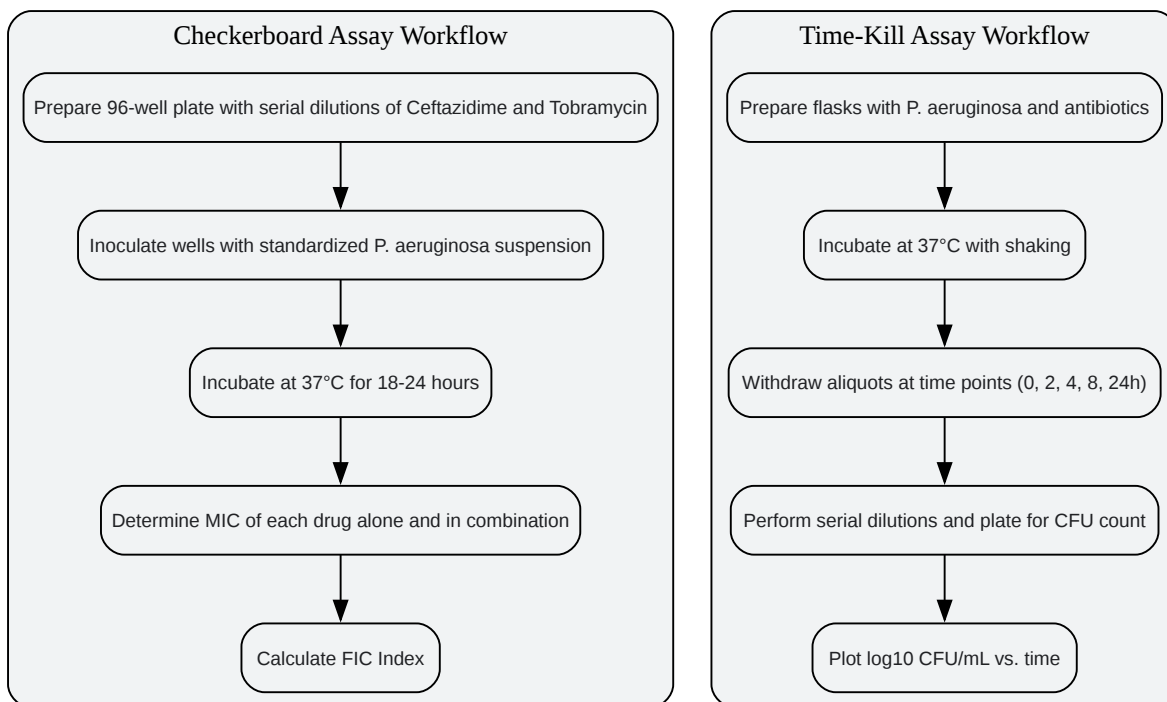 Checkerboard Assay Workflow
Prepare 96-well plate with serial dilutions of Ceftazidime and Tobramycin
Inoculate wells with standardized P. aeruginosa suspension
Incubate at 37°C for 18-24 hours
Determine MIC of each drug alone and in combination
Calculate FIC Index
Time-Kill Assay Workflow
Prepare flasks with P. aeruginosa and antibiotics
Incubate at 37°C with shaking
Withdraw aliquots at time points (0, 2, 4, 8, 24h)
Perform serial dilutions and plate for CFU count
Plot log10 CFU/mL vs. time